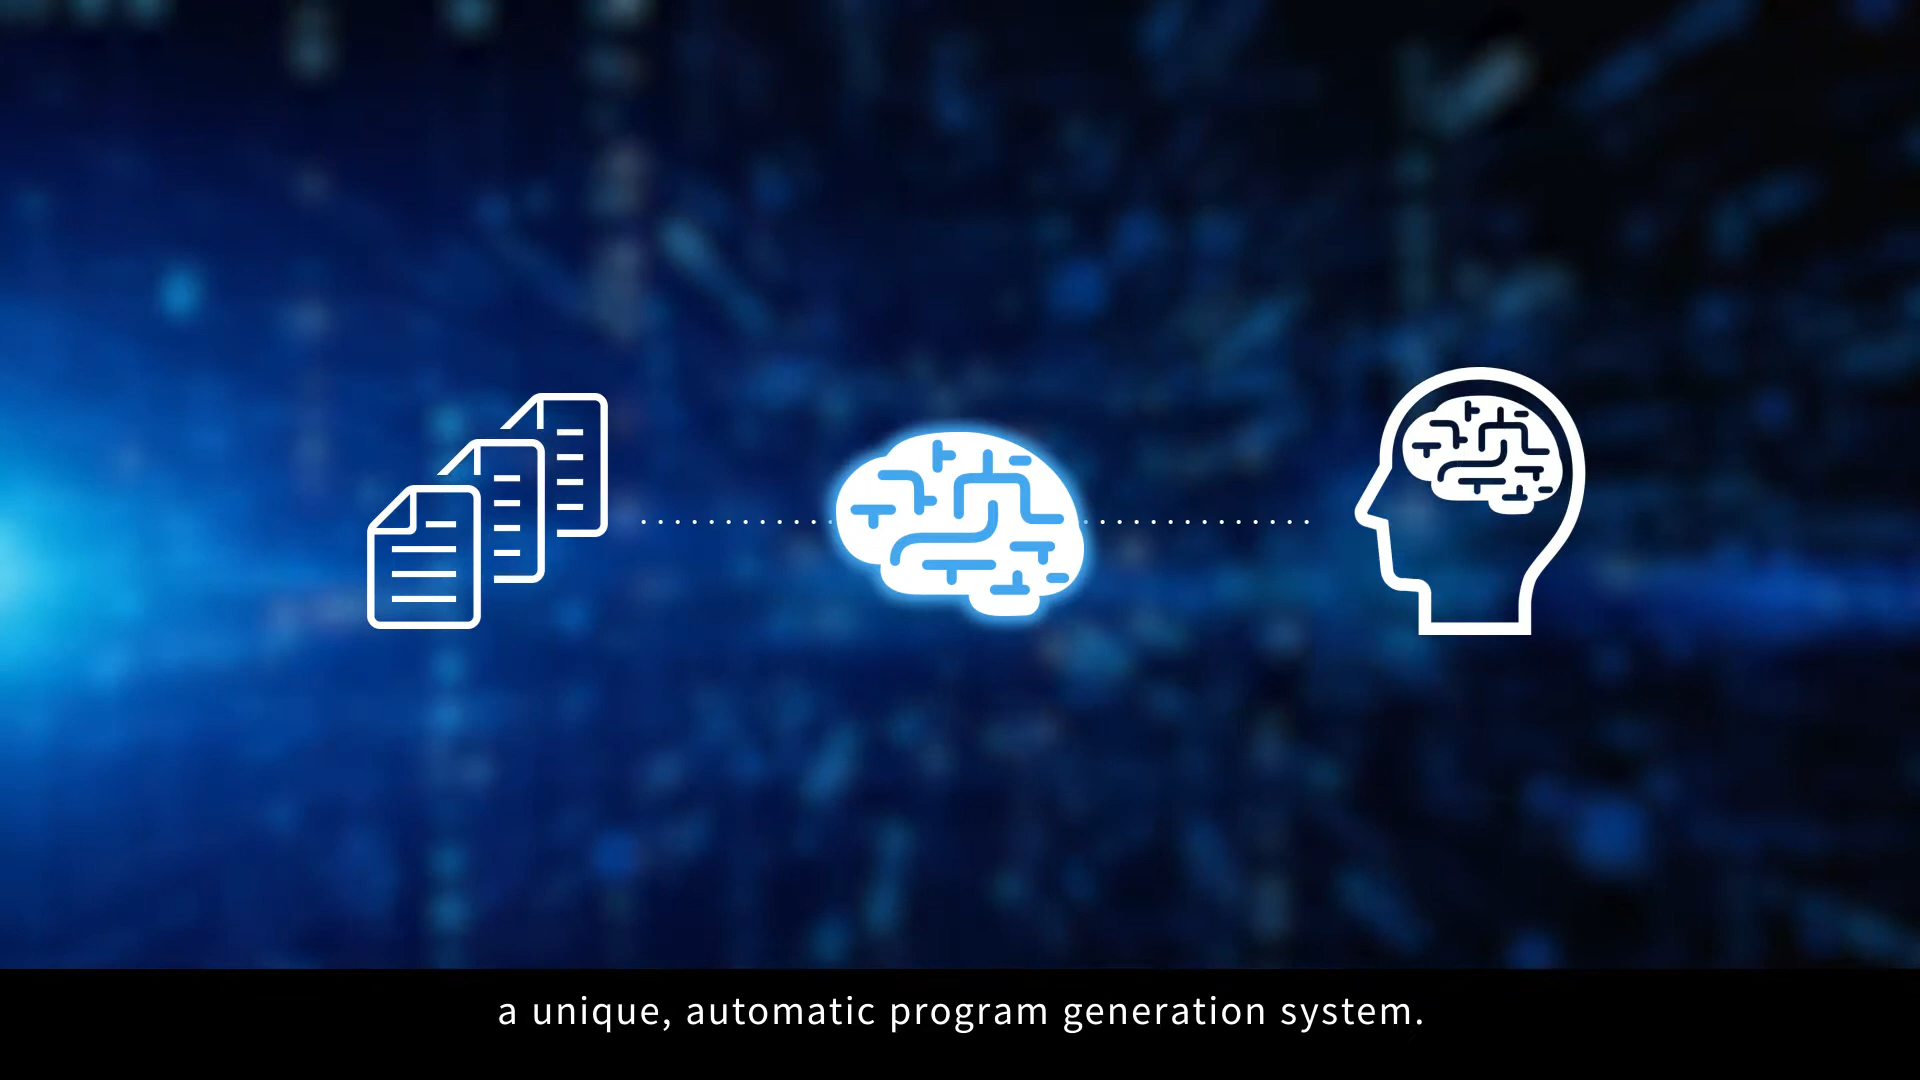 a unique, automatic program generation system.